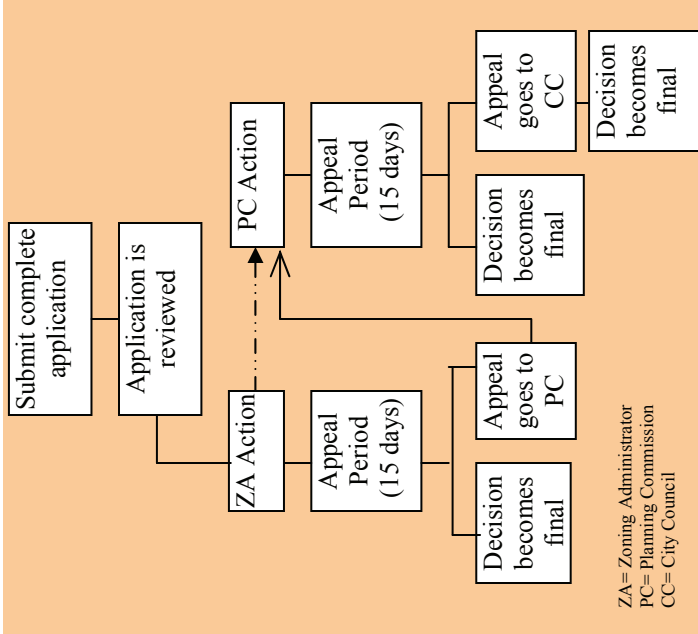 Submit complete
application
Application is
reviewed
ZA Action
PC Action
Appeal
Period
(15 days)
Appeal
Period
(15 days)
Decision
becomes
final
Appeal
goes to
PC
Decision
becomes
final
Appeal
goes to
CC
Decision
becomes
final
ZA= Zoning Administrator
PC= Planning Commission
CC= City Council